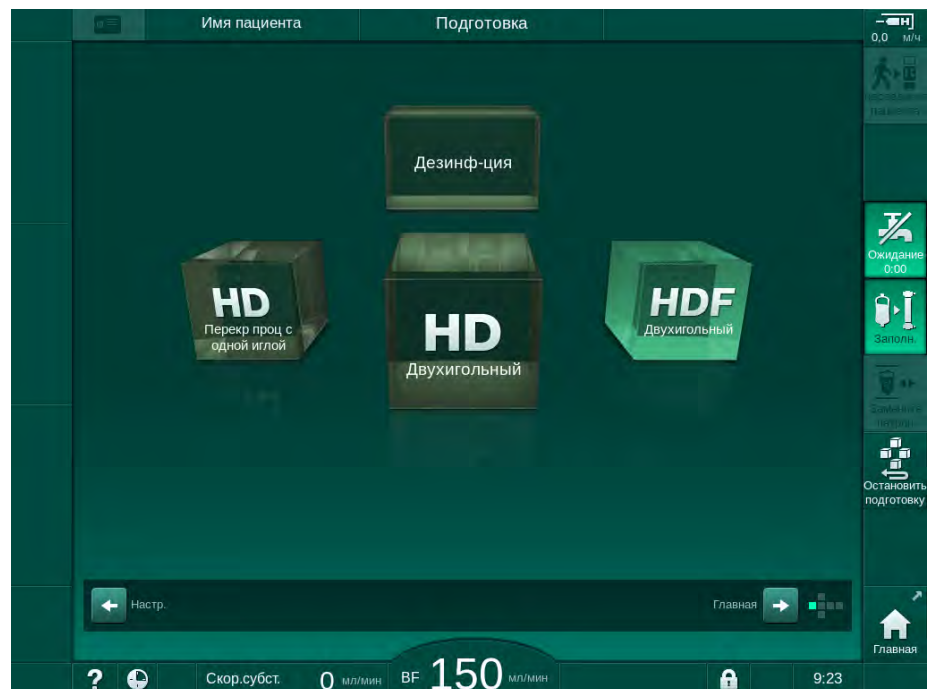 Имя пациента
Подготовка
H
0,0 м/ч
пациента
Дезинф-ция
HD
Перекр проц с
одной иглой
HD
Двухигольный
HDF
Двухигольный
Ожидание
0:00
Заполн.
Остановить
подготовку
Настр.
Главная
Главная
? Скор.субст. 0 мл/мин BF 150 мл/мин 9:23